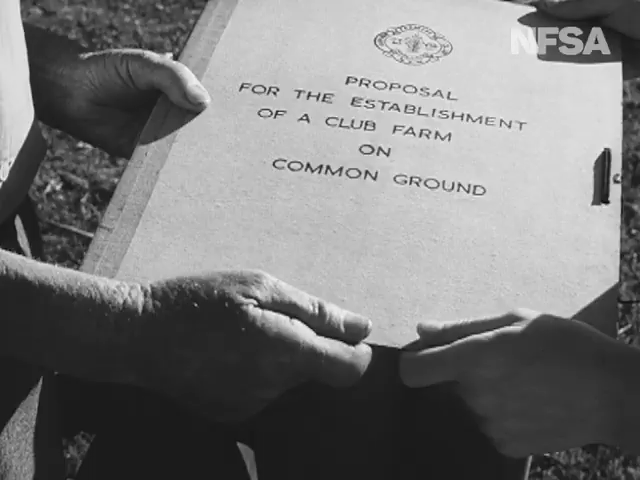 NFSA
PROPOSAL
FOR THE ESTABLISHMENT
OF A CLUB FARM
ON
COMMON GROUND